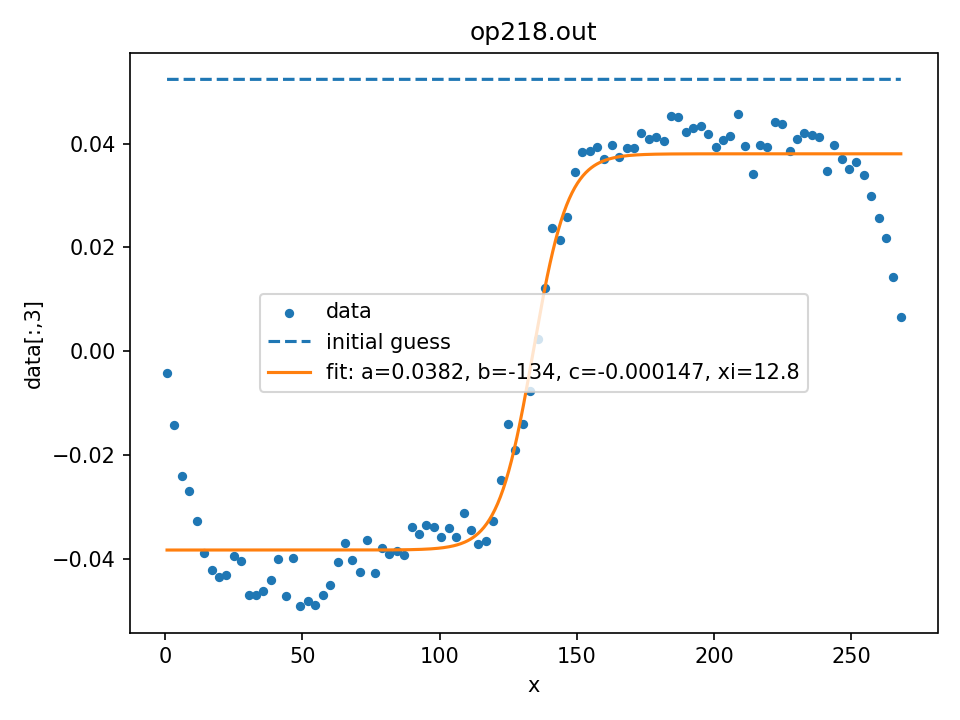 op218.out
data[:,3]
0.04
0.02
0.00
−0.02
−0.04
data
initial guess
fit: a=0.0382, b=-134, c=-0.000147, xi=12.8
0 50 100 150 200 250
x